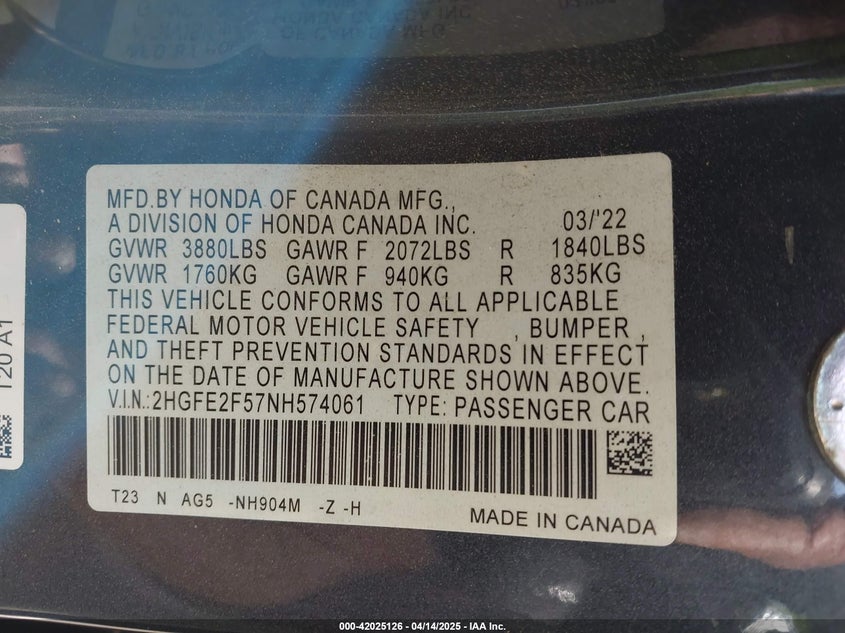 MFD.BY HONDA OF CANADA MFG.,
A DIVISION OF HONDA CANADA INC. 03/'22
GVWR 3880LBS GAWR F 2072LBS R 1840LBS
GVWR 1760KG GAWR F 940KG R 835KG
THIS VEHICLE CONFORMS TO ALL APPLICABLE
FEDERAL MOTOR VEHICLE SAFETY , BUMPER ,
AND THEFT PREVENTION STANDARDS IN EFFECT
ON THE DATE OF MANUFACTURE SHOWN ABOVE.
V.I.N.:2HGFE2F57NH574061 TYPE: PASSENGER CAR
T23 N AG5 -NH904M -Z -H
MADE IN CANADA
T20 A1
000-42025126 - 04/14/2025 - IAA Inc.